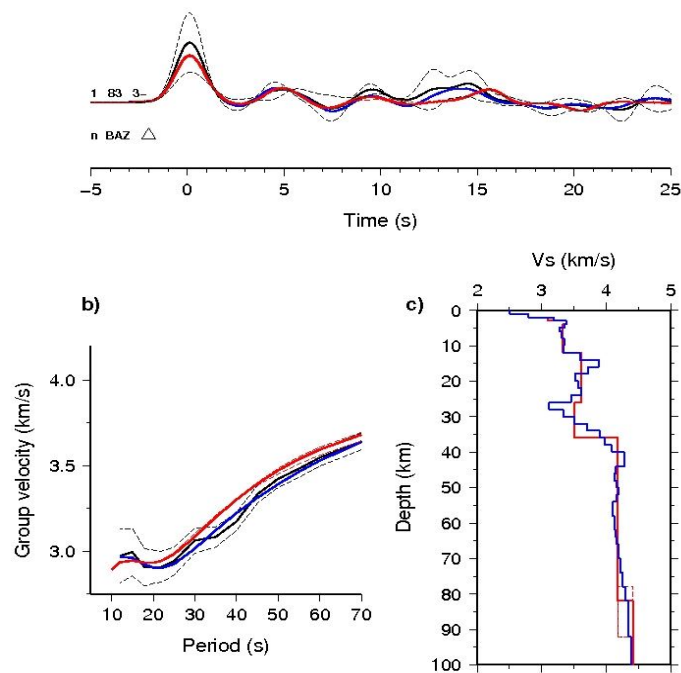 1 83 3
n BAZ
−5 0 5 10 15 20 25
Time (s)
b)
4.0
3.5
3.0
Group velocity (km/s)
10 20 30 40 50 60 70
Period (s)
c)
Vs (km/s)
2 3 4 5
0
10
20
30
40
50
60
70
80
90
100
Depth (km)